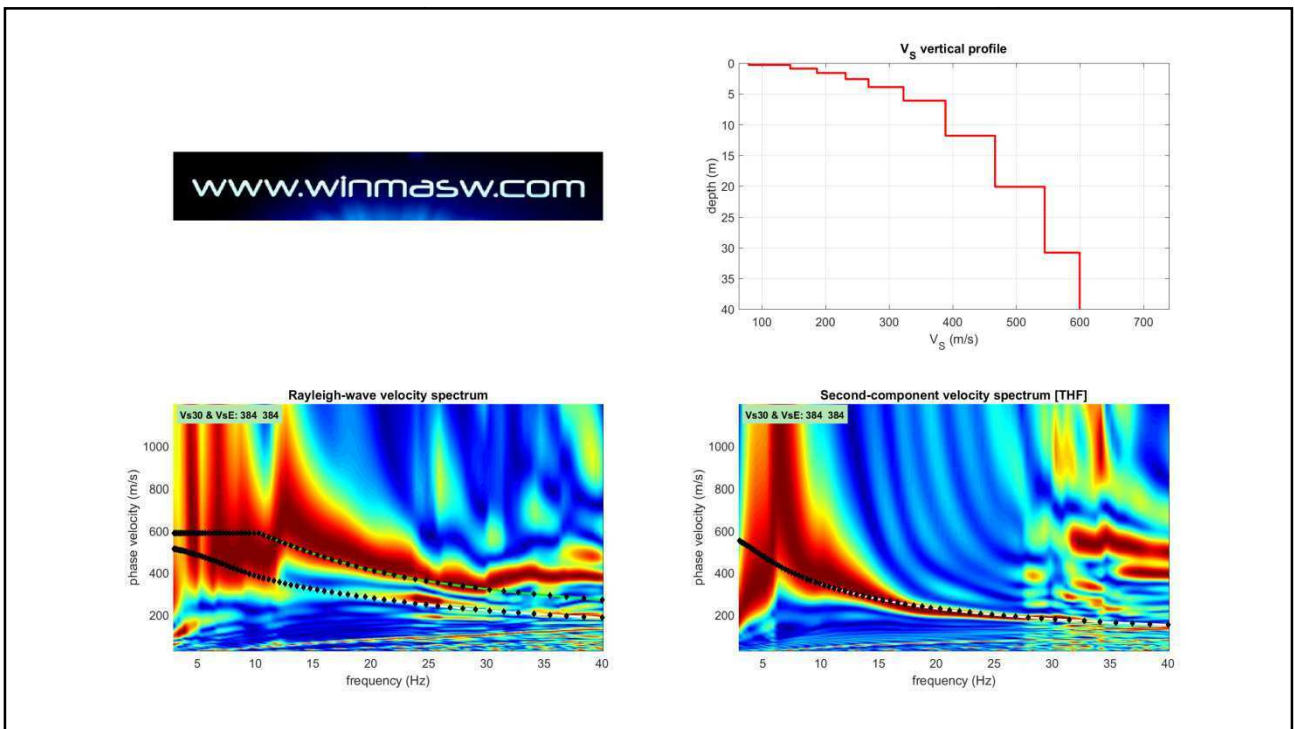 www.winmasw.com
V_S vertical profile
0
5
10
15
20
25
30
35
40
depth (m)
100 200 300 400 500 600 700
V_S (m/s)
Rayleigh-wave velocity spectrum
Vs30 & VsE: 384 384
1000
800
600
400
200
phase velocity (m/s)
5 10 15 20 25 30 35 40
frequency (Hz)
Second-component velocity spectrum [THF]
Vs30 & VsE: 384 384
1000
800
600
400
200
phase velocity (m/s)
5 10 15 20 25 30 35 40
frequency (Hz)